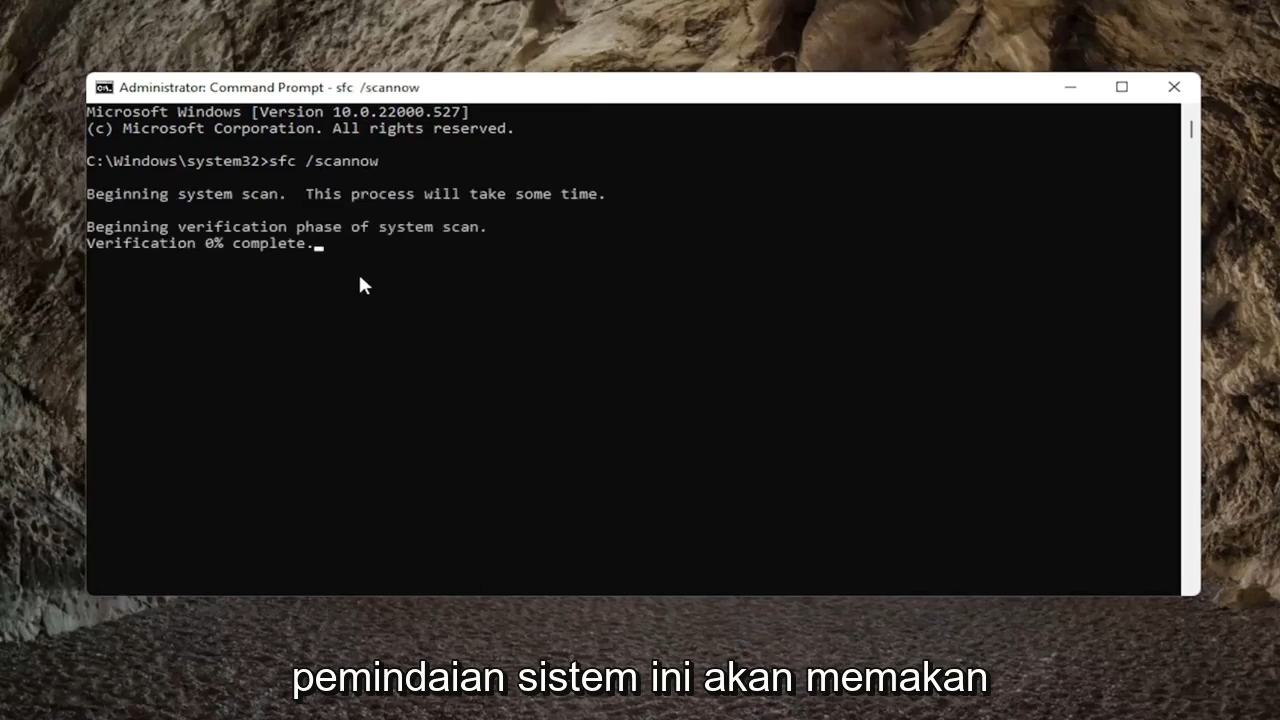 Administrator: Command Prompt - sfc /scannow
Microsoft Windows [Version 10.0.22000.527]
(c) Microsoft Corporation. All rights reserved.
C:\Windows\system32>sfc /scannow
Beginning system scan.  This process will take some time.
Beginning verification phase of system scan.
Verification 0% complete.
pemindaian sistem ini akan memakan